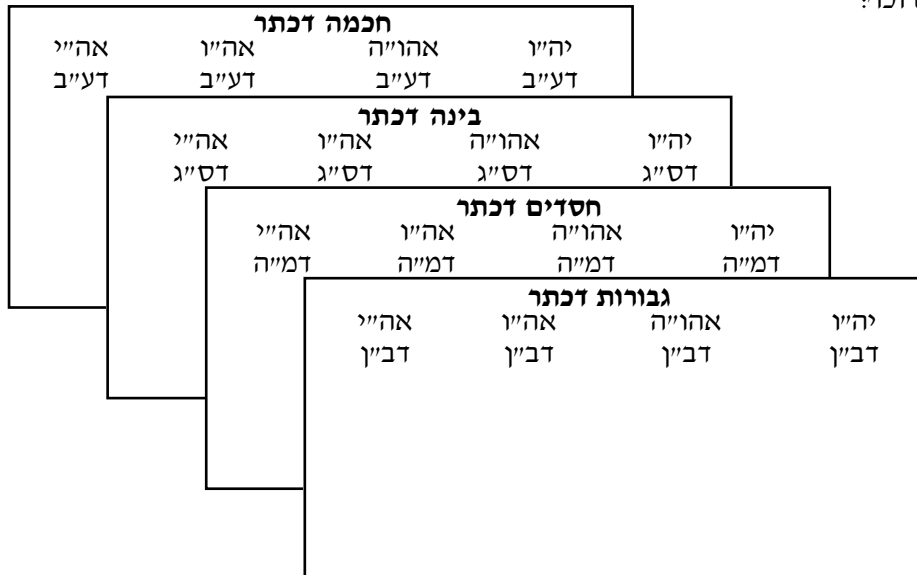 חכמה דכתר
יה״ו אהו״ה אה״ו אה״י
דע״ב דע״ב דע״ב דע״ב
בינה דכתר
יה״ו אהו״ה אה״ו אה״י
דס״ג דס״ג דס״ג דס״ג
חסדים דכתר
יה״ו אהו״ה אה״ו אה״י
דמ״ה דמ״ה דמ״ה דמ״ה
גבורות דכתר
יה״ו אהו״ה אה״ו אה״י
דב״ן דב״ן דב״ן דב״ן